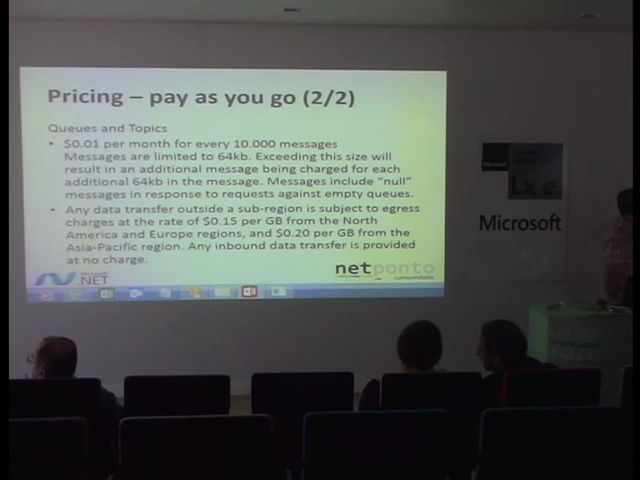 Pricing – pay as you go (2/2)
Queues and Topics
• $0.01 per month for every 10.000 messages
Messages are limited to 64kb. Exceeding this size will
result in an additional message being charged for each
additional 64kb in the message. Messages include "null"
messages in response to requests against empty queues.
• Any data transfer outside a sub-region is subject to egress
charges at the rate of $0.15 per GB from the North
America and Europe regions, and $0.20 per GB from the
Asia-Pacific region. Any inbound data transfer is provided
at no charge.
.NET
netponto
comunidade
Microsoft